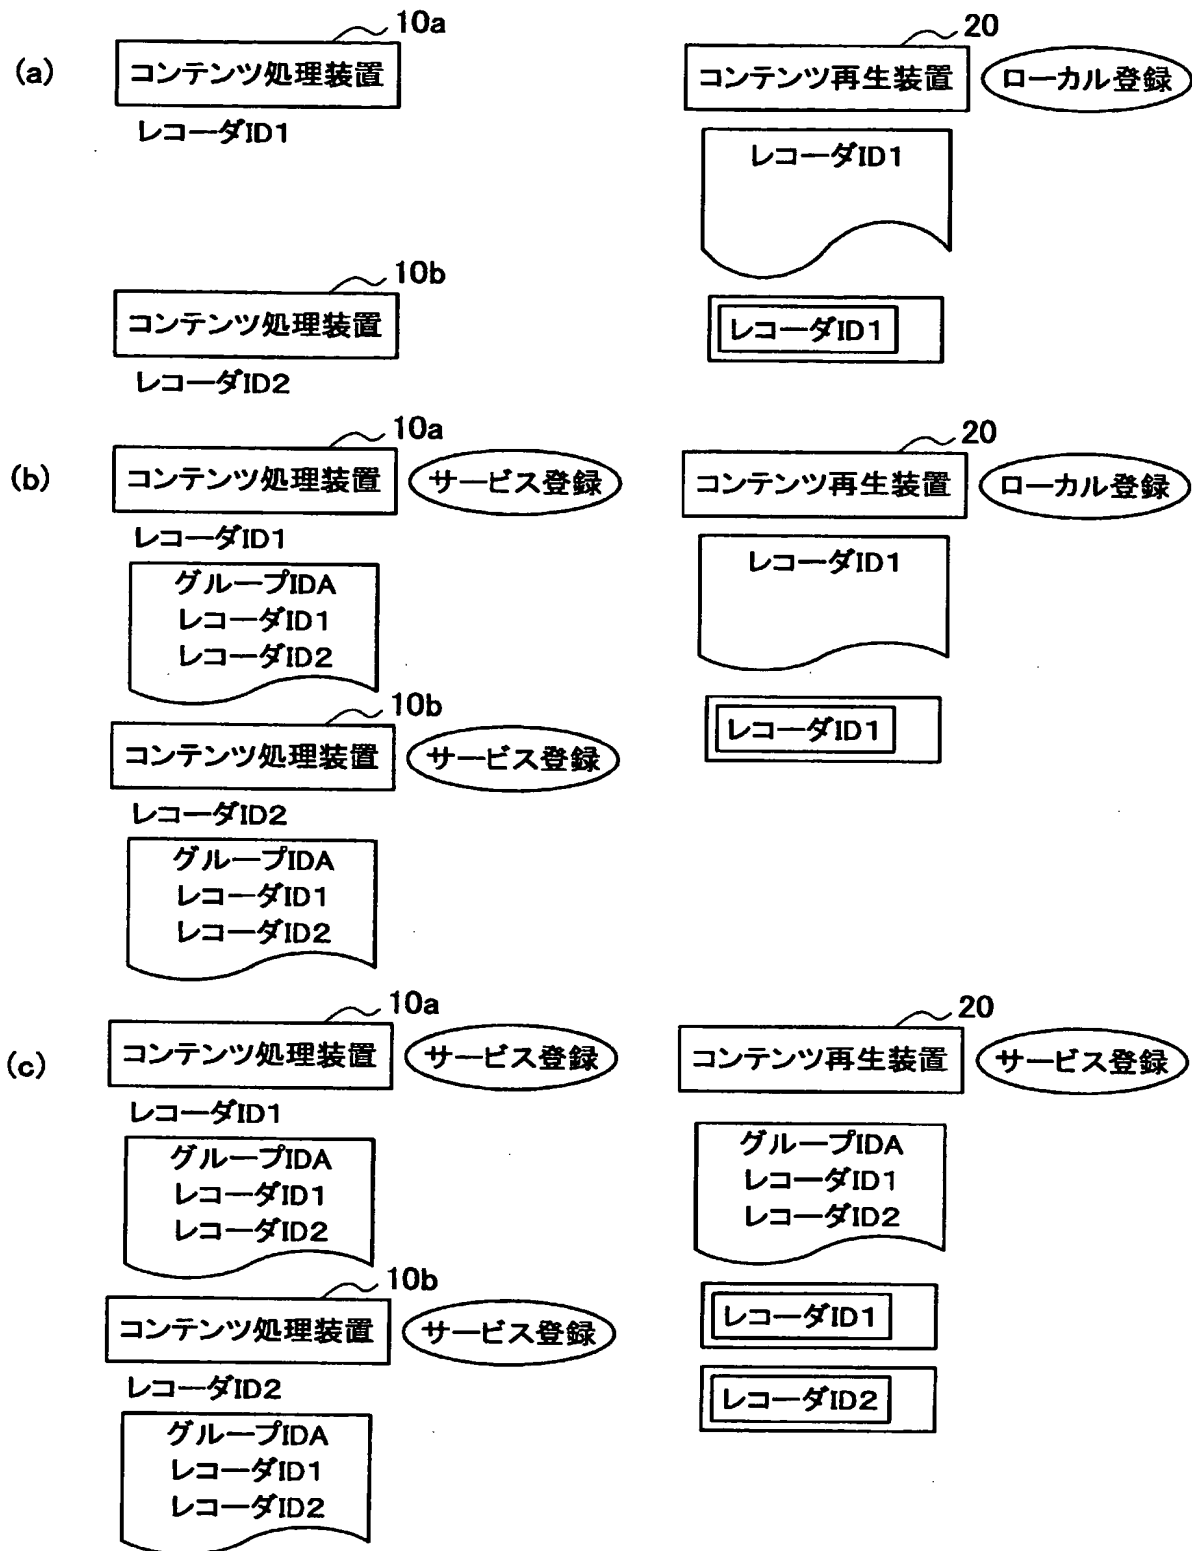 (a)
10a
コンテンツ処理装置
レコーダID1
10b
コンテンツ処理装置
レコーダID2
20
コンテンツ再生装置
ローカル登録
レコーダID1
レコーダID1
(b)
10a
コンテンツ処理装置
サービス登録
レコーダID1
グループIDA
レコーダID1
レコーダID2
10b
コンテンツ処理装置
サービス登録
レコーダID2
グループIDA
レコーダID1
レコーダID2
20
コンテンツ再生装置
ローカル登録
レコーダID1
レコーダID1
(c)
10a
コンテンツ処理装置
サービス登録
レコーダID1
グループIDA
レコーダID1
レコーダID2
10b
コンテンツ処理装置
サービス登録
レコーダID2
グループIDA
レコーダID1
レコーダID2
20
コンテンツ再生装置
サービス登録
グループIDA
レコーダID1
レコーダID2
レコーダID1
レコーダID2